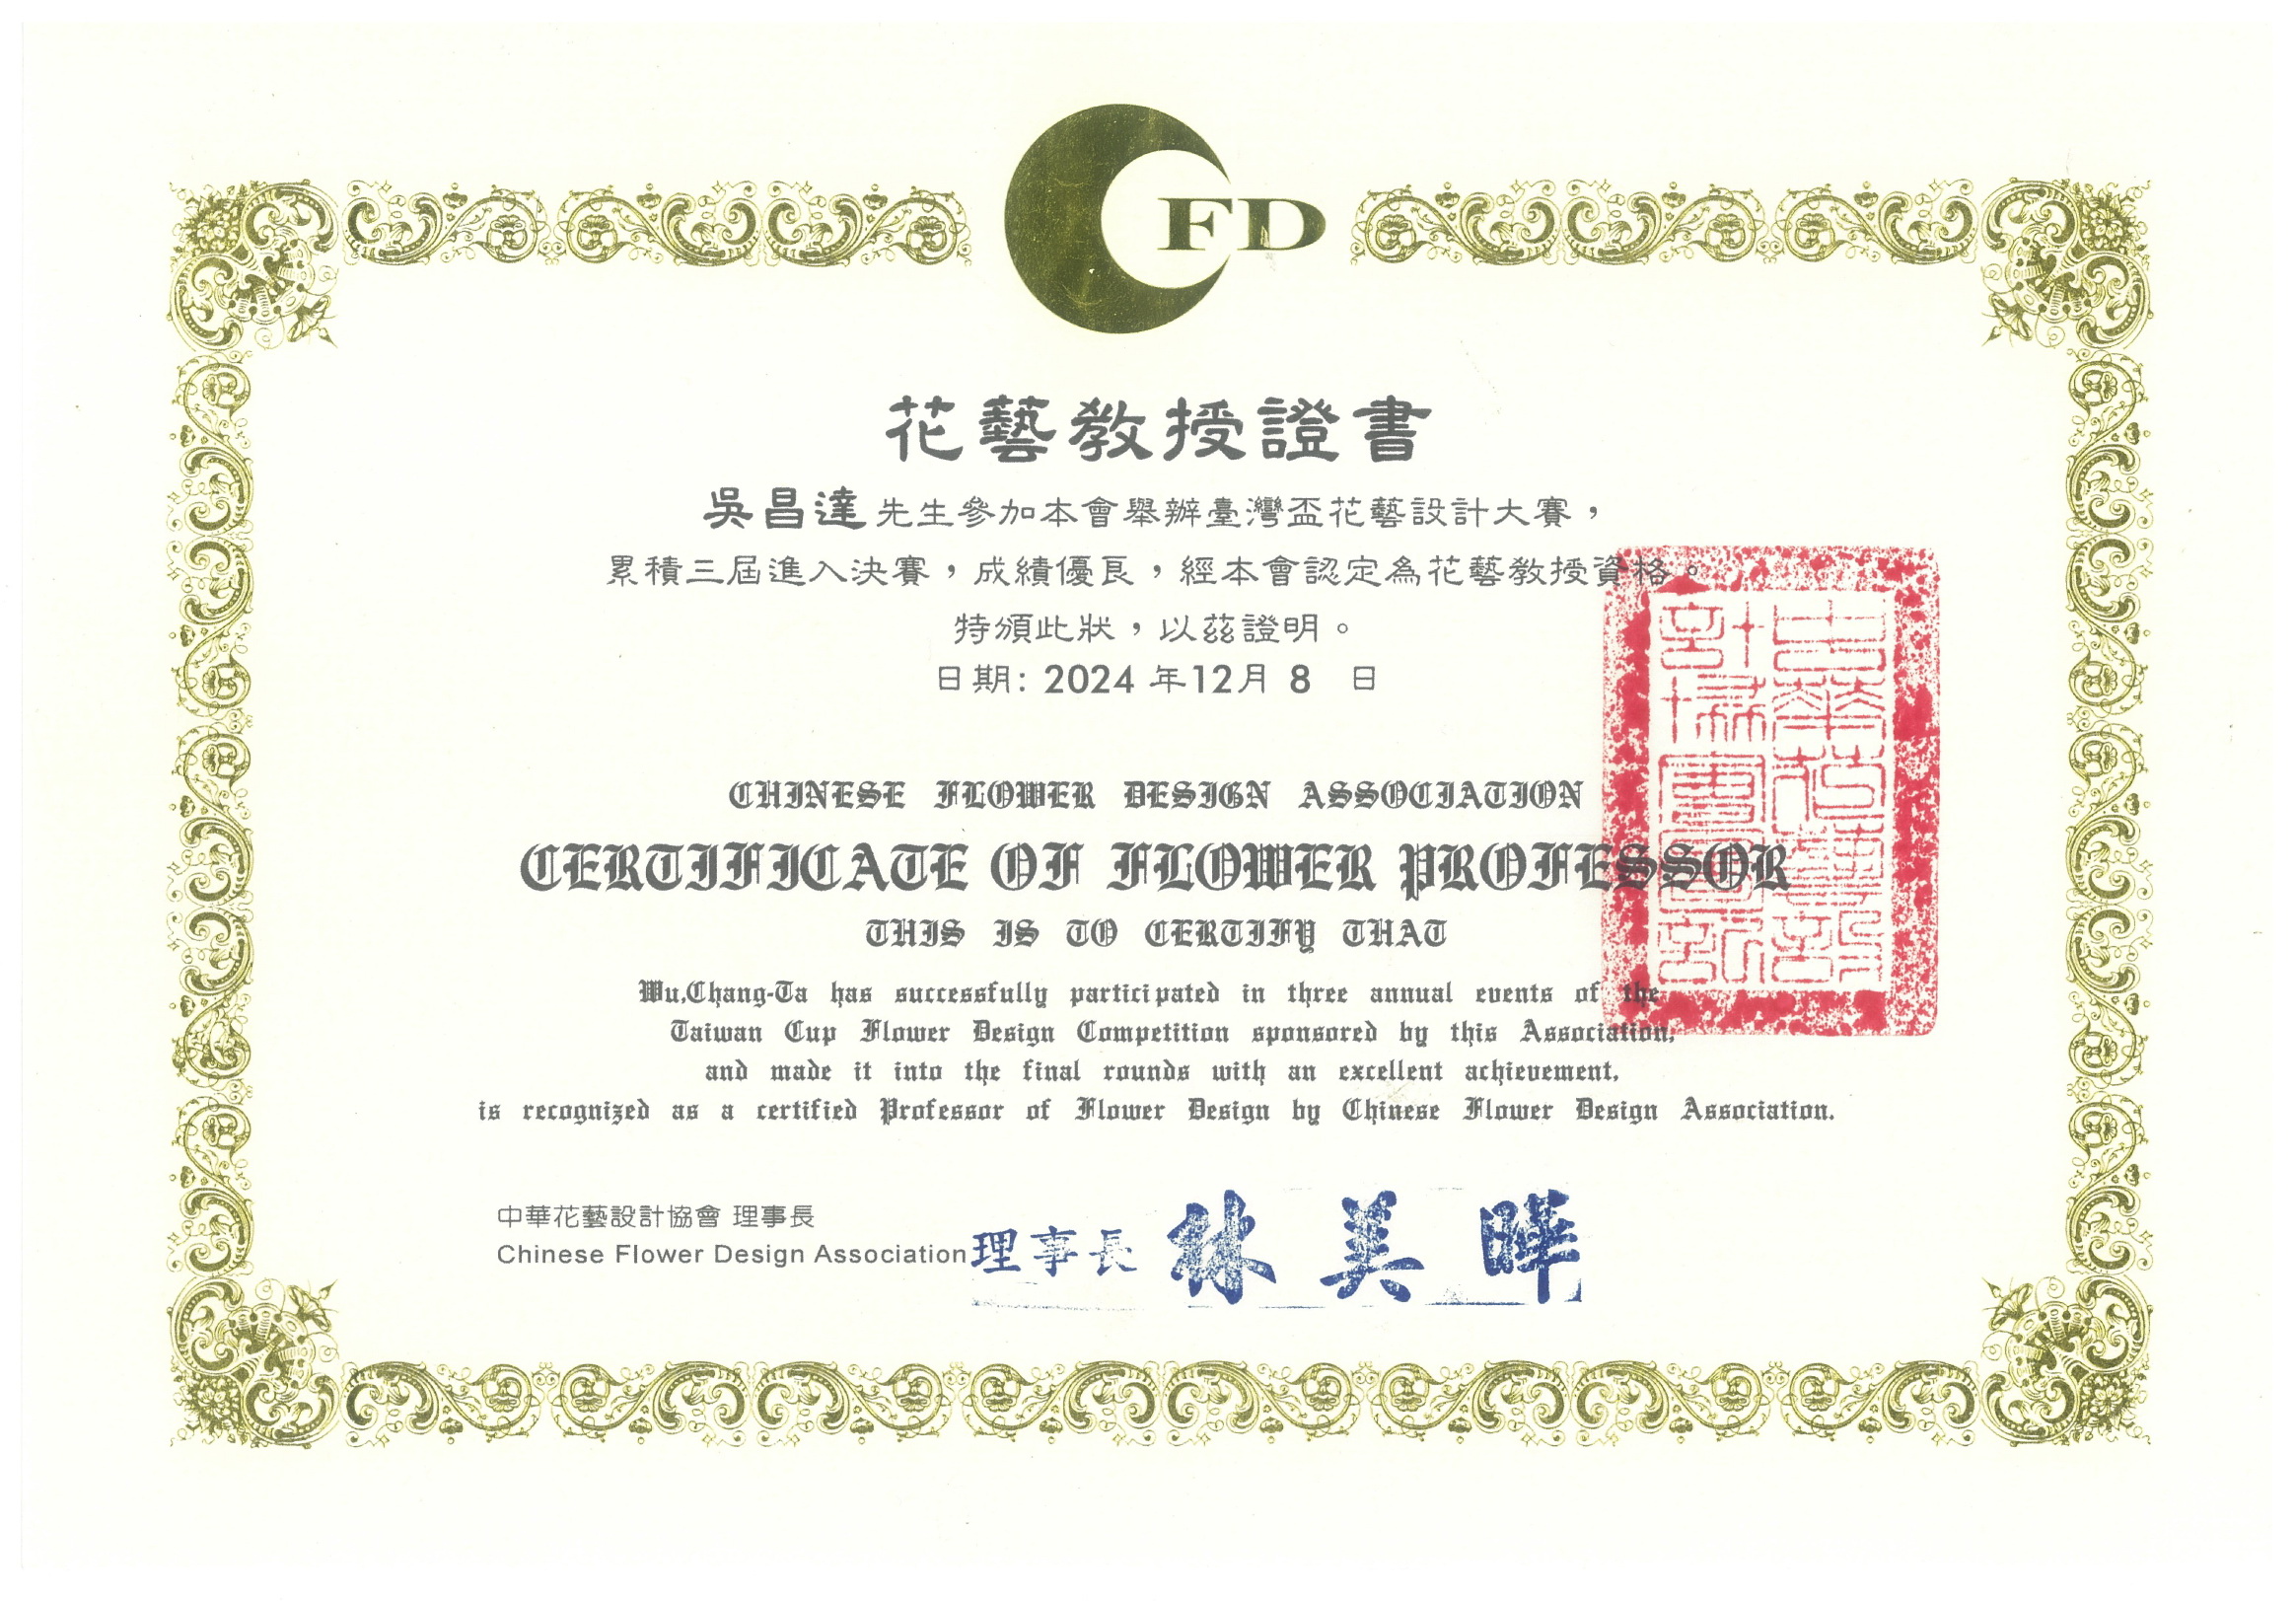 CFD
花藝教授證書
吳昌達 先生參加本會舉辦臺灣盃花藝設計大賽，
累積三屆進入決賽，成績優良，經本會認定為花藝教授資格。
特頒此狀，以茲證明。
日期: 2024 年12月 8 日
CHINESE FLOWER DESIGN ASSOCIATION
CERTIFICATE OF FLOWER PROFESSOR
THIS IS TO CERTIFY THAT
Wu,Chang-Ta has successfully participated in three annual events of the
Taiwan Cup Flower Design Competition sponsored by this Association,
and made it into the final rounds with an excellent achievement,
is recognized as a certified Professor of Flower Design by Chinese Flower Design Association.
中華花藝設計協會 理事長
Chinese Flower Design Association
理事長 林美曄